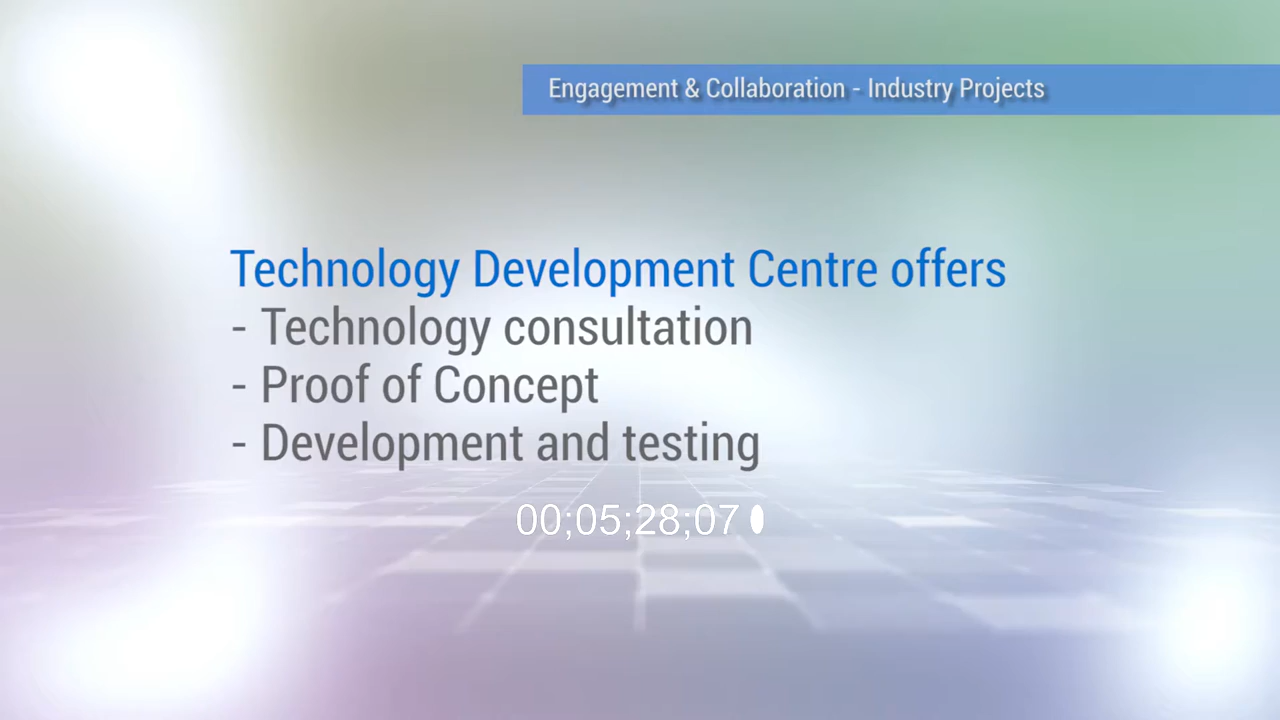 Engagement & Collaboration - Industry Projects
Technology Development Centre offers
- Technology consultation
- Proof of Concept
- Development and testing
00;05;28;07